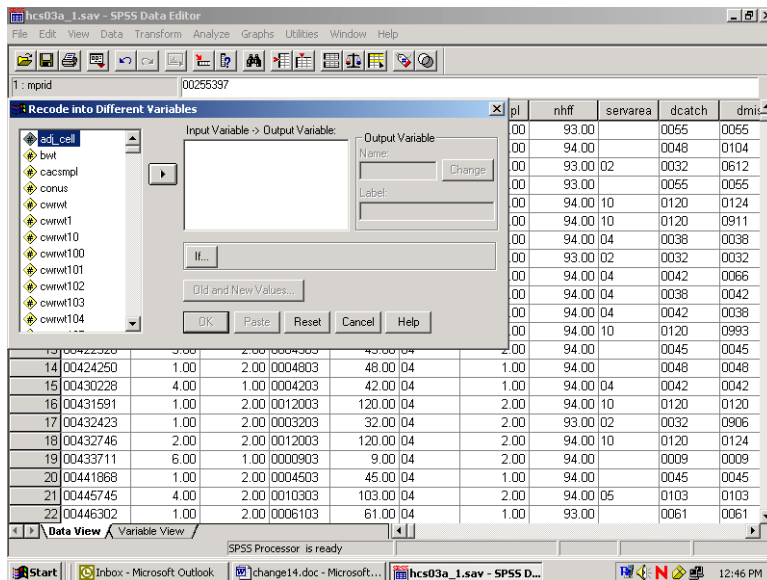 hcs03a_1.sav - SPSS Data Editor
File Edit View Data Transform Analyze Graphs Utilities Window Help
1 : mprid 00255397
Recode into Different Variables
pl nhff servarea dcatch dmis
adj_cell
bwt
cacsmpl
conus
cwrwt
cwrwt1
cwrwt10
cwrwt100
cwrwt101
cwrwt102
cwrwt103
cwrwt104
Input Variable -> Output Variable:
Output Variable
Name:
Change
Label:
If...
Old and New Values...
OK Paste Reset Cancel Help
.00 93.00 0055 0055
.00 94.00 0048 0104
.00 93.00 02 0032 0612
.00 93.00 0055 0055
.00 94.00 10 0120 0124
.00 94.00 10 0120 0911
.00 94.00 04 0038 0038
.00 93.00 02 0032 0032
.00 94.00 04 0042 0066
.00 94.00 04 0038 0042
.00 94.00 04 0042 0038
.00 94.00 10 0120 0993
2.00 94.00 0045 0045
14 00424250 1.00 2.00 0004803 48.00 04 1.00 94.00 0048 0048
15 00430228 4.00 1.00 0004203 42.00 04 1.00 94.00 04 0042 0042
16 00431591 1.00 2.00 0012003 120.00 04 2.00 94.00 10 0120 0120
17 00432423 1.00 2.00 0003203 32.00 04 2.00 93.00 02 0032 0906
18 00432746 2.00 2.00 0012003 120.00 04 2.00 94.00 10 0120 0124
19 00433711 6.00 1.00 0000903 9.00 04 2.00 94.00 0009 0009
20 00441868 1.00 2.00 0004503 45.00 04 1.00 94.00 0045 0045
21 00445745 4.00 2.00 0010303 103.00 04 2.00 94.00 05 0103 0103
22 00446302 1.00 2.00 0006103 61.00 04 1.00 93.00 0061 0061
Data View Variable View
SPSS Processor is ready
Start Inbox - Microsoft Outlook change14.doc - Microsoft... hcs03a_1.sav - SPSS D... 12:46 PM